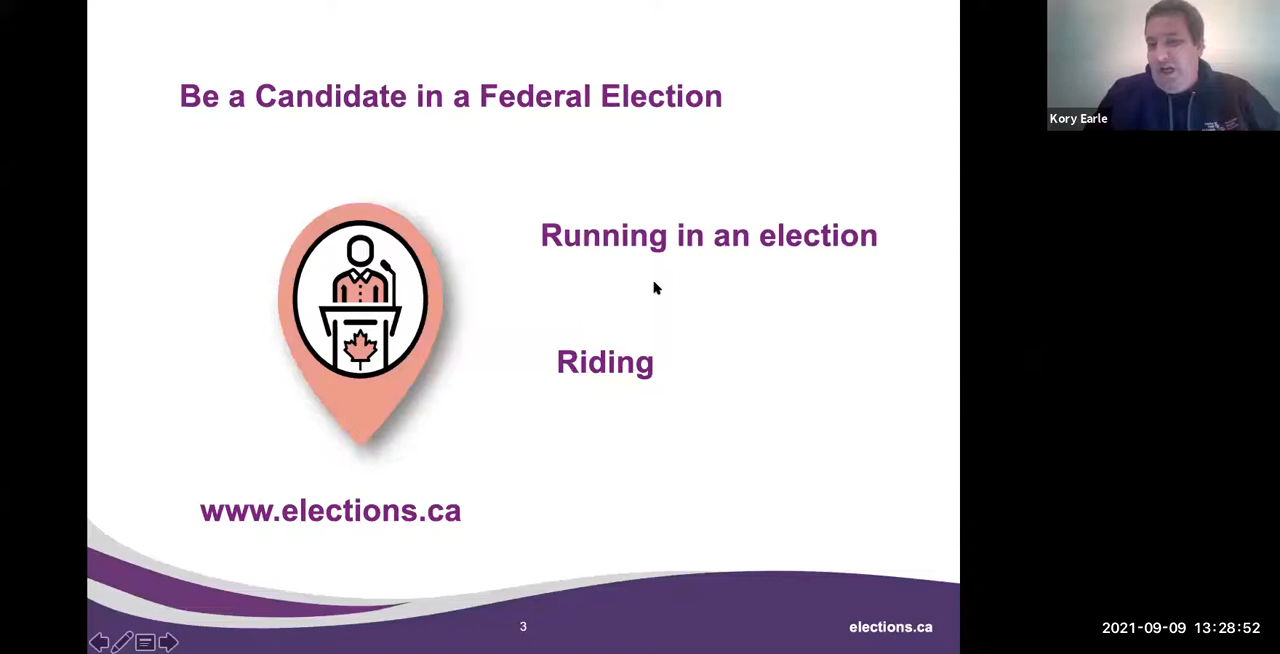 Be a Candidate in a Federal Election
Kory Earle
Running in an election
Riding
www.elections.ca
3
elections.ca
2021-09-09 13:28:52